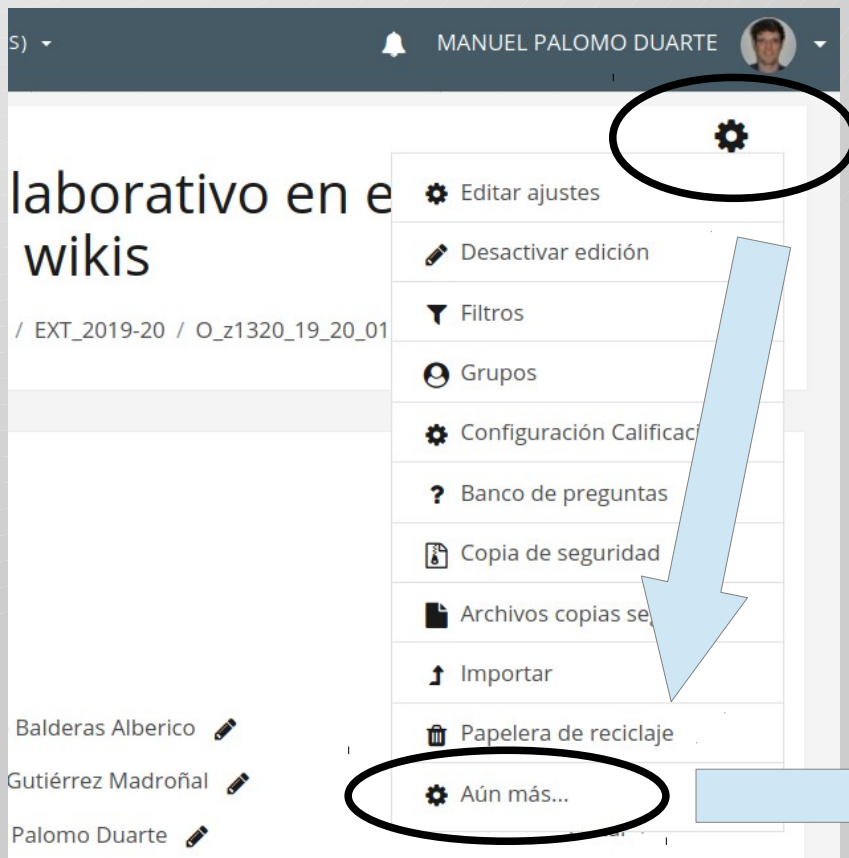 S)
MANUEL PALOMO DUARTE
laborativo en e
wikis
/ EXT_2019-20 / O_z1320_19_20_01
Editar ajustes
Desactivar edición
Filtros
Grupos
Configuración Calificaci
? Banco de preguntas
Copia de seguridad
Archivos copias se
Importar
Papelera de reciclaje
Aún más...
Balderas Alberico
Gutiérrez Madroñal
Palomo Duarte